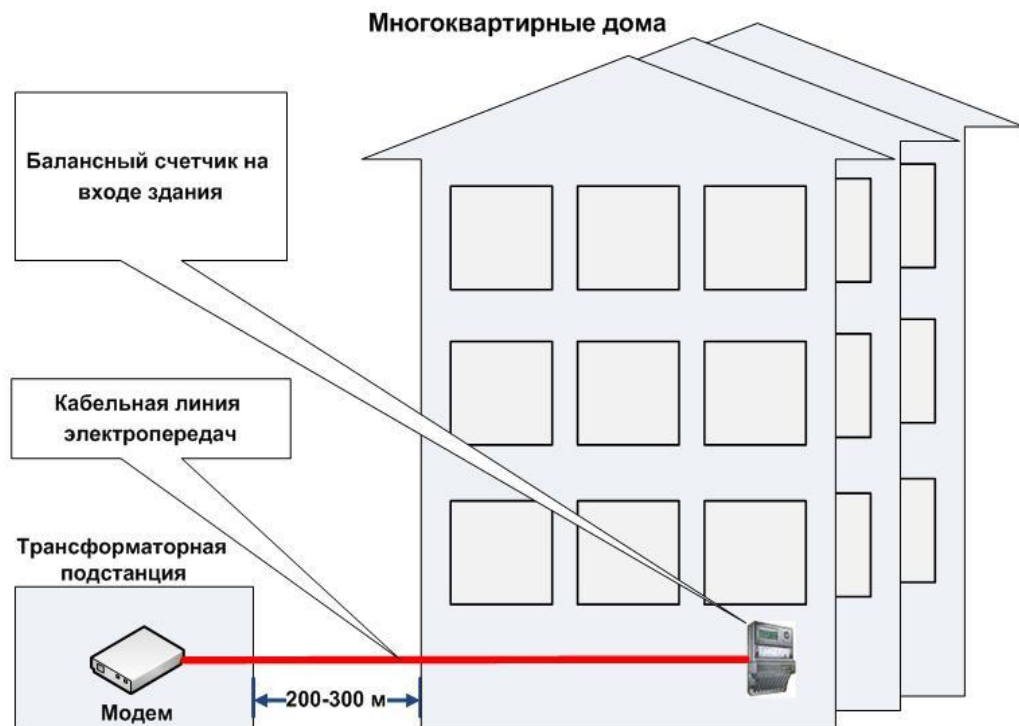 Многоквартирные дома
Балансный счетчик на
входе здания
Кабельная линия
электропередач
Трансформаторная
подстанция
200-300 м
Модем